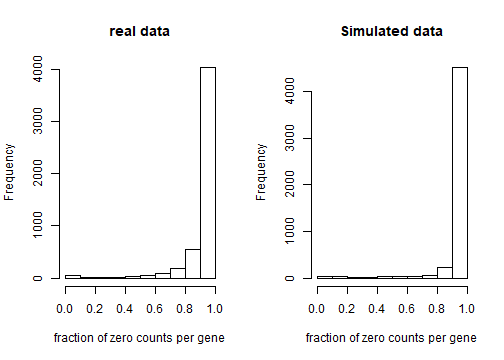 real data
Frequency
4000
3000
2000
1000
0
0.0 0.2 0.4 0.6 0.8 1.0
fraction of zero counts per gene
Simulated data
Frequency
4000
3000
2000
1000
0
0.0 0.2 0.4 0.6 0.8 1.0
fraction of zero counts per gene